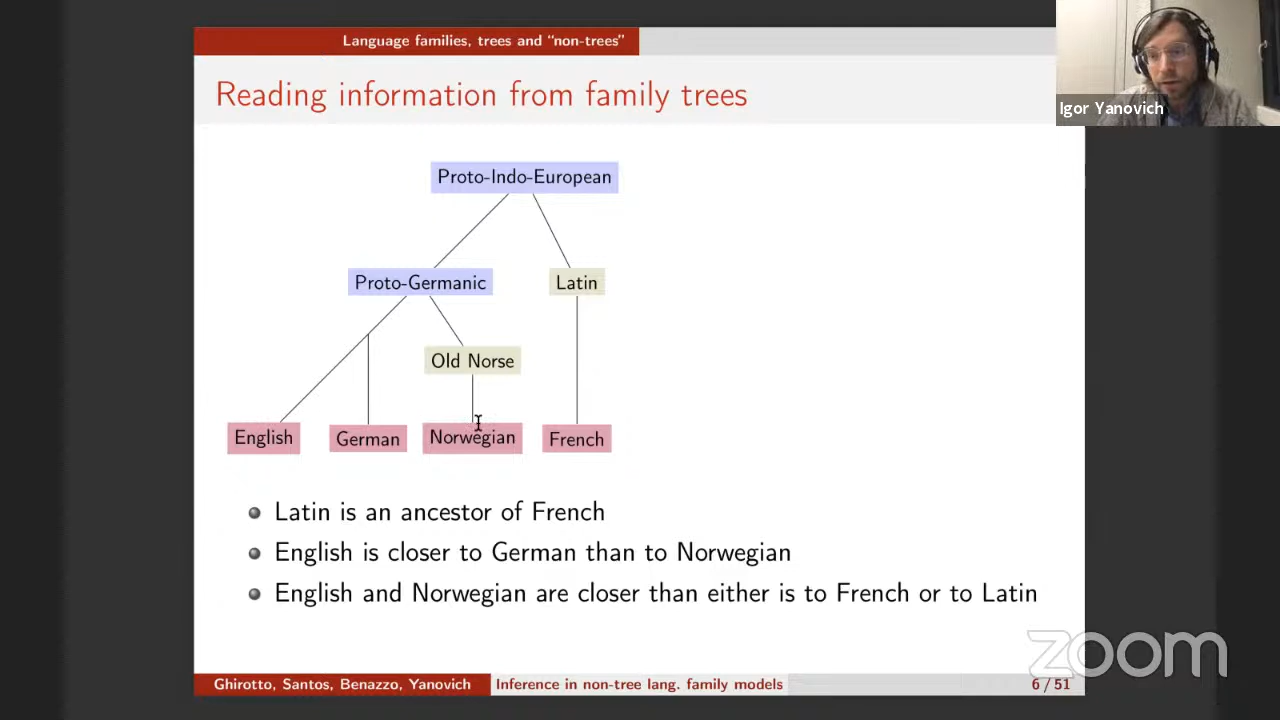 Language families, trees and “non-trees”
Reading information from family trees
Igor Yanovich
Proto-Indo-European
Proto-Germanic
Latin
Old Norse
English
German
Norwegian
French
Latin is an ancestor of French
English is closer to German than to Norwegian
English and Norwegian are closer than either is to French or to Latin
zoom
Ghirotto, Santos, Benazzo, Yanovich
Inference in non-tree lang. family models
6 / 51